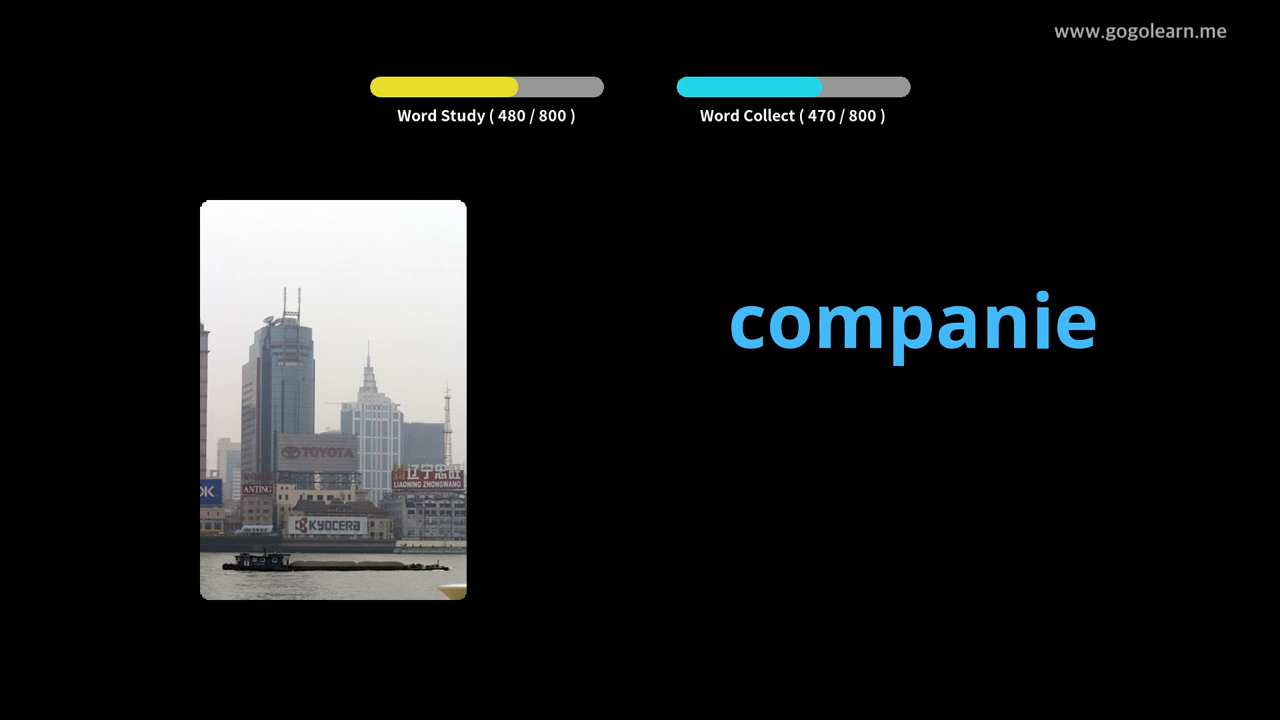 www.gogolearn.me
Word Study ( 480 / 800 )
Word Collect ( 470 / 800 )
companie
TOYOTA
辽宁忠旺
LIAONING ZHONGWANG
OK
ANTING
KYOCERA